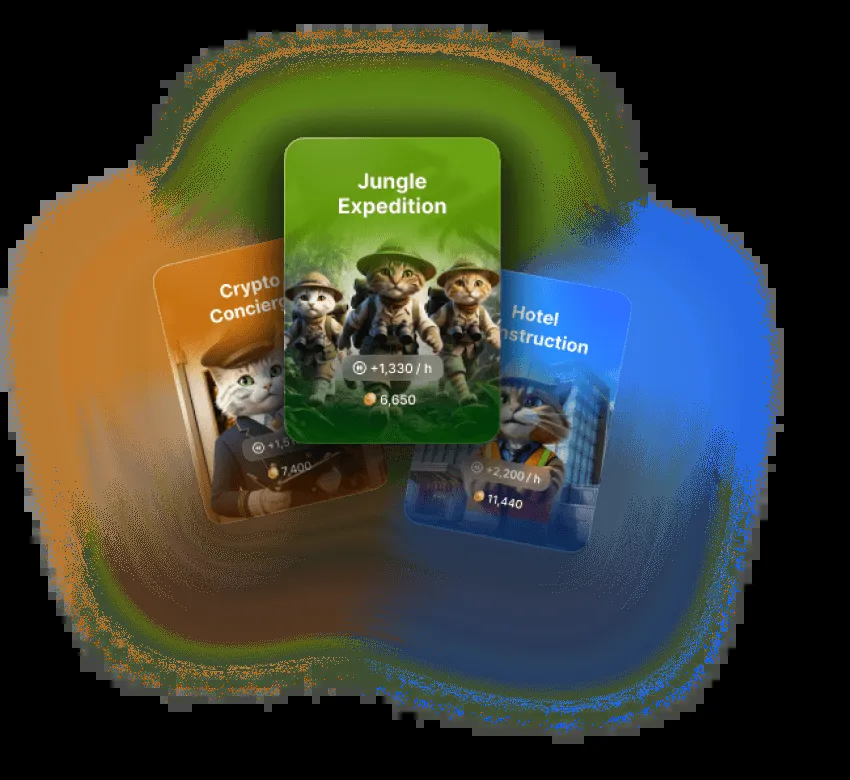 Jungle
Expedition
+1,330 / h
6,650
Crypto
7,400
Hotel
+2,200 / h
11,440